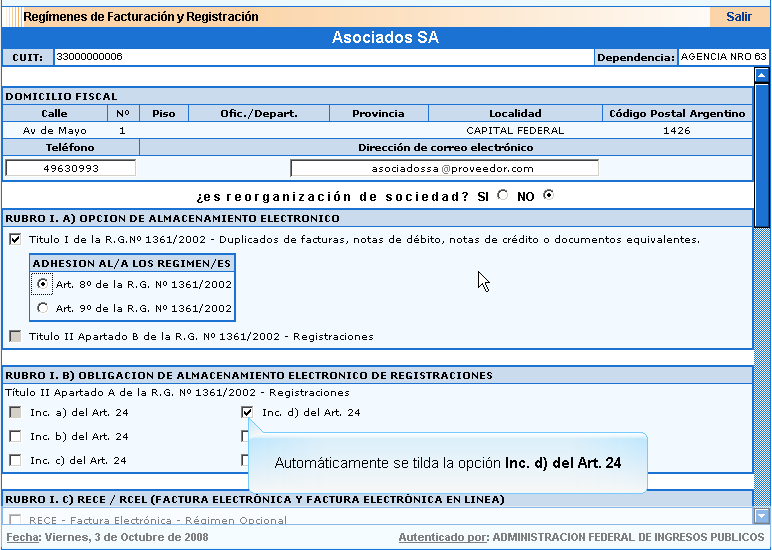 Regímenes de Facturación y Registración Salir
Asociados SA
CUIT: 33000000006 Dependencia: AGENCIA NRO 63
DOMICILIO FISCAL
Calle Nº Piso Ofic./Depart. Provincia Localidad Código Postal Argentino
Av de Mayo 1 CAPITAL FEDERAL 1426
Teléfono Dirección de correo electrónico
49630993 asociadossa@proveedor.com
¿es reorganización de sociedad? SI NO
RUBRO I. A) OPCION DE ALMACENAMIENTO ELECTRONICO
Titulo I de la R.G.Nº 1361/2002 - Duplicados de facturas, notas de débito, notas de crédito o documentos equivalentes.
ADHESION AL/A LOS REGIMEN/ES
Art. 8º de la R.G. Nº 1361/2002
Art. 9º de la R.G. Nº 1361/2002
Titulo II Apartado B de la R.G. Nº 1361/2002 - Registraciones
RUBRO I. B) OBLIGACION DE ALMACENAMIENTO ELECTRONICO DE REGISTRACIONES
Título II Apartado A de la R.G. Nº 1361/2002 - Registraciones
Inc. a) del Art. 24 Inc. d) del Art. 24
Inc. b) del Art. 24
Inc. c) del Art. 24
Automáticamente se tilda la opción Inc. d) del Art. 24
RUBRO I. C) RECE / RCEL (FACTURA ELECTRÓNICA Y FACTURA ELECTRÓNICA EN LINEA)
RECE - Factura Electrónica - Régimen Opcional
Fecha: Viernes, 3 de Octubre de 2008 Autenticado por: ADMINISTRACION FEDERAL DE INGRESOS PUBLICOS